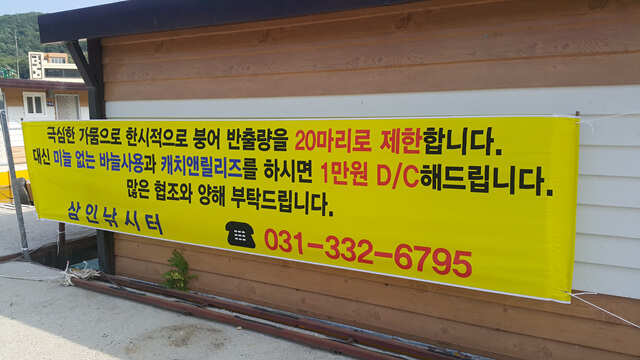 극심한 가뭄으로 한시적으로 붕어 반출량을 20마리로 제한합니다.
대신 미늘 없는 바늘사용과 캐치앤릴리즈를 하시면 1만원 D/C해드립니다.
많은 협조와 양해 부탁드립니다.
삼인낚시터
031-332-6795